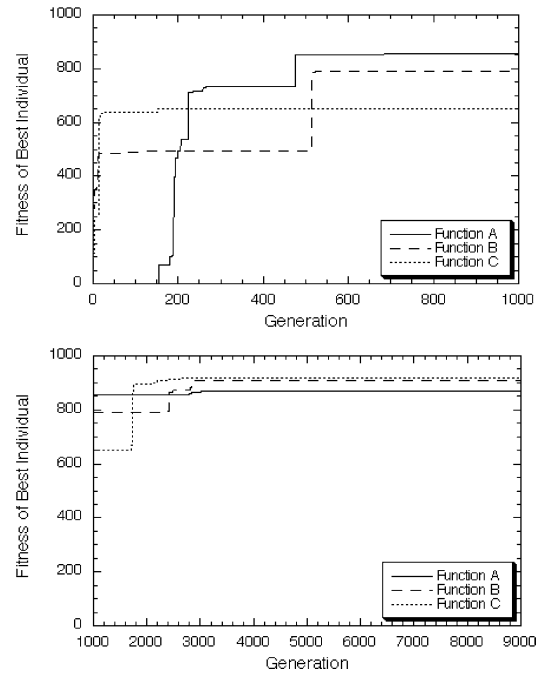 1000
800
600
400
200
0
Fitness of Best Individual
Function A
Function B
Function C
0 200 400 600 800 1000
Generation
1000
800
600
400
200
0
Fitness of Best Individual
Function A
Function B
Function C
1000 2000 3000 4000 5000 6000 7000 8000 9000
Generation